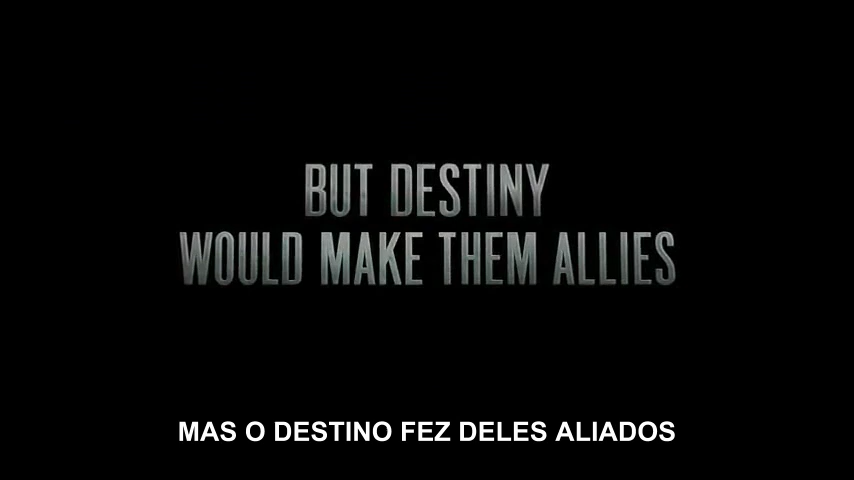 BUT DESTINY
WOULD MAKE THEM ALLIES
MAS O DESTINO FEZ DELES ALIADOS